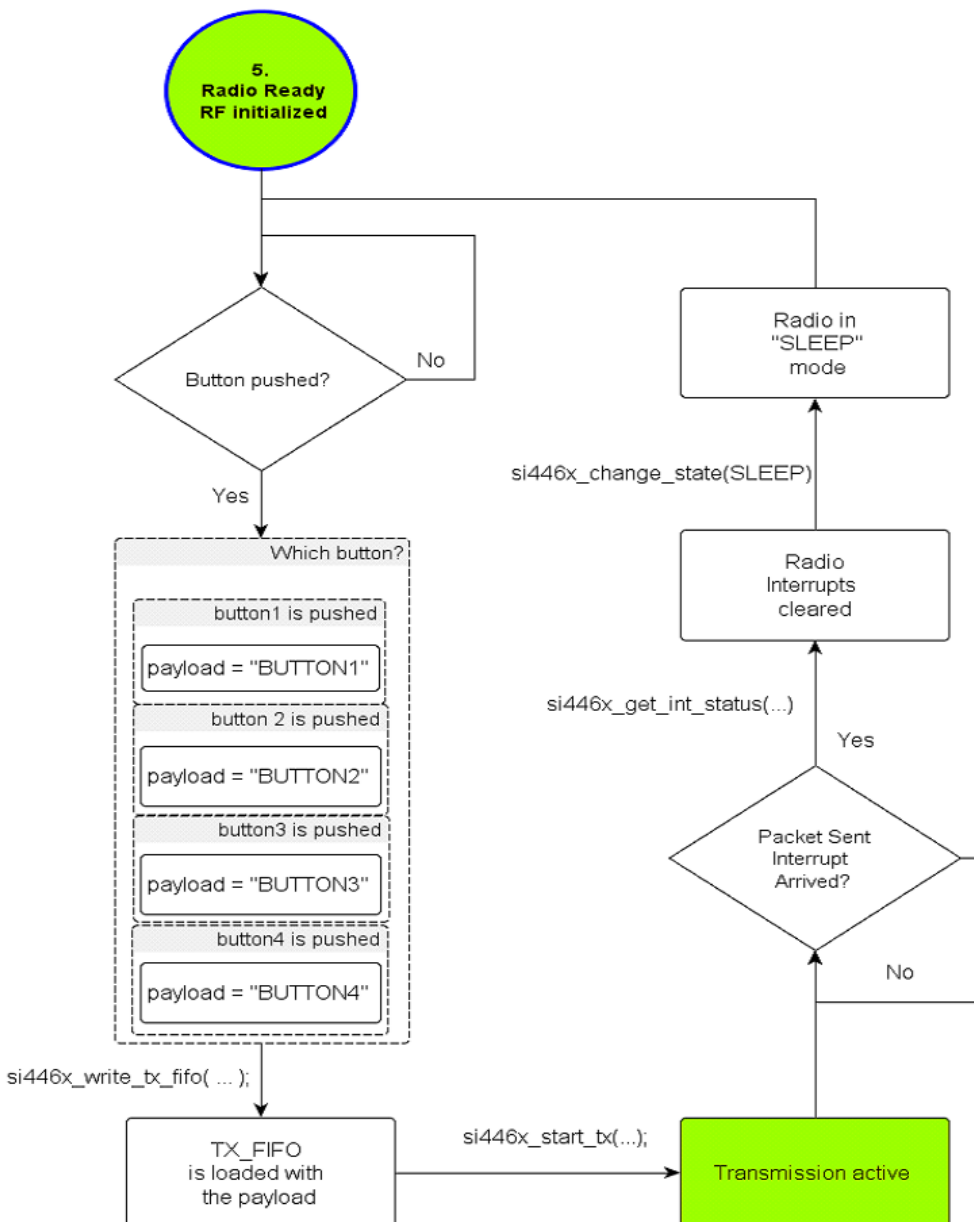 5.
Radio Ready
RF initialized
Button pushed?
No
Yes
Which button?
button1 is pushed
payload = "BUTTON1"
button 2 is pushed
payload = "BUTTON2"
button3 is pushed
payload = "BUTTON3"
button4 is pushed
payload = "BUTTON4"
si446x_write_tx_fifo( ... );
TX_FIFO
is loaded with
the payload
si446x_start_tx(...);
Transmission active
No
Packet Sent
Interrupt
Arrived?
Yes
si446x_get_int_status(...)
Radio
Interrupts
cleared
si446x_change_state(SLEEP)
Radio in
"SLEEP"
mode